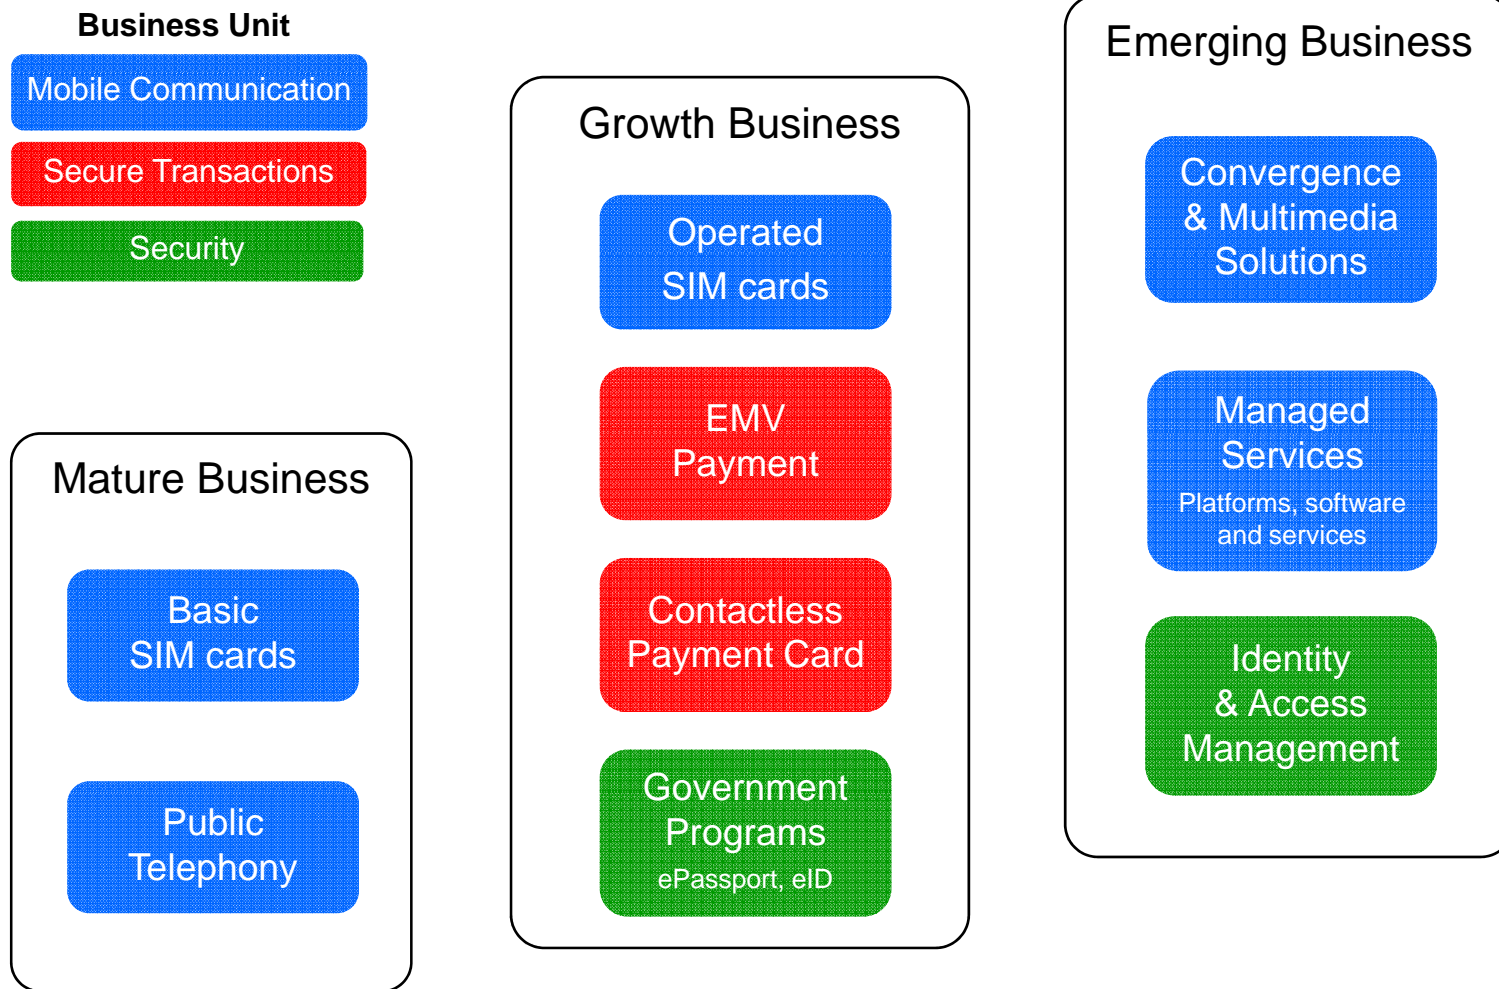 Business Unit
Mobile Communication
Secure Transactions
Security
Mature Business
Basic
SIM cards
Public
Telephony
Growth Business
Operated
SIM cards
EMV
Payment
Contactless
Payment Card
Government
Programs
ePassport, eID
Emerging Business
Convergence
& Multimedia
Solutions
Managed
Services
Platforms, software
and services
Identity
& Access
Management